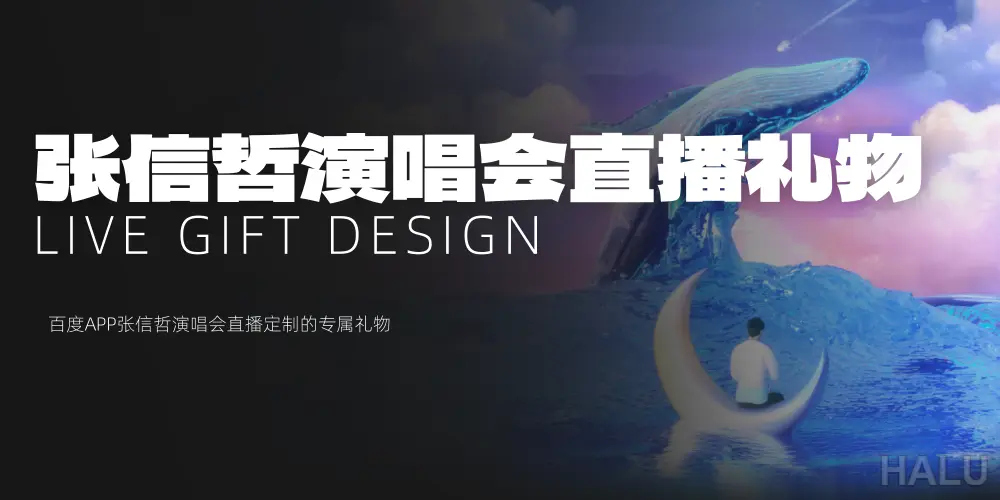 张信哲演唱会直播礼物
LIVE GIFT DESIGN
百度APP张信哲演唱会直播定制的专属礼物
HALU